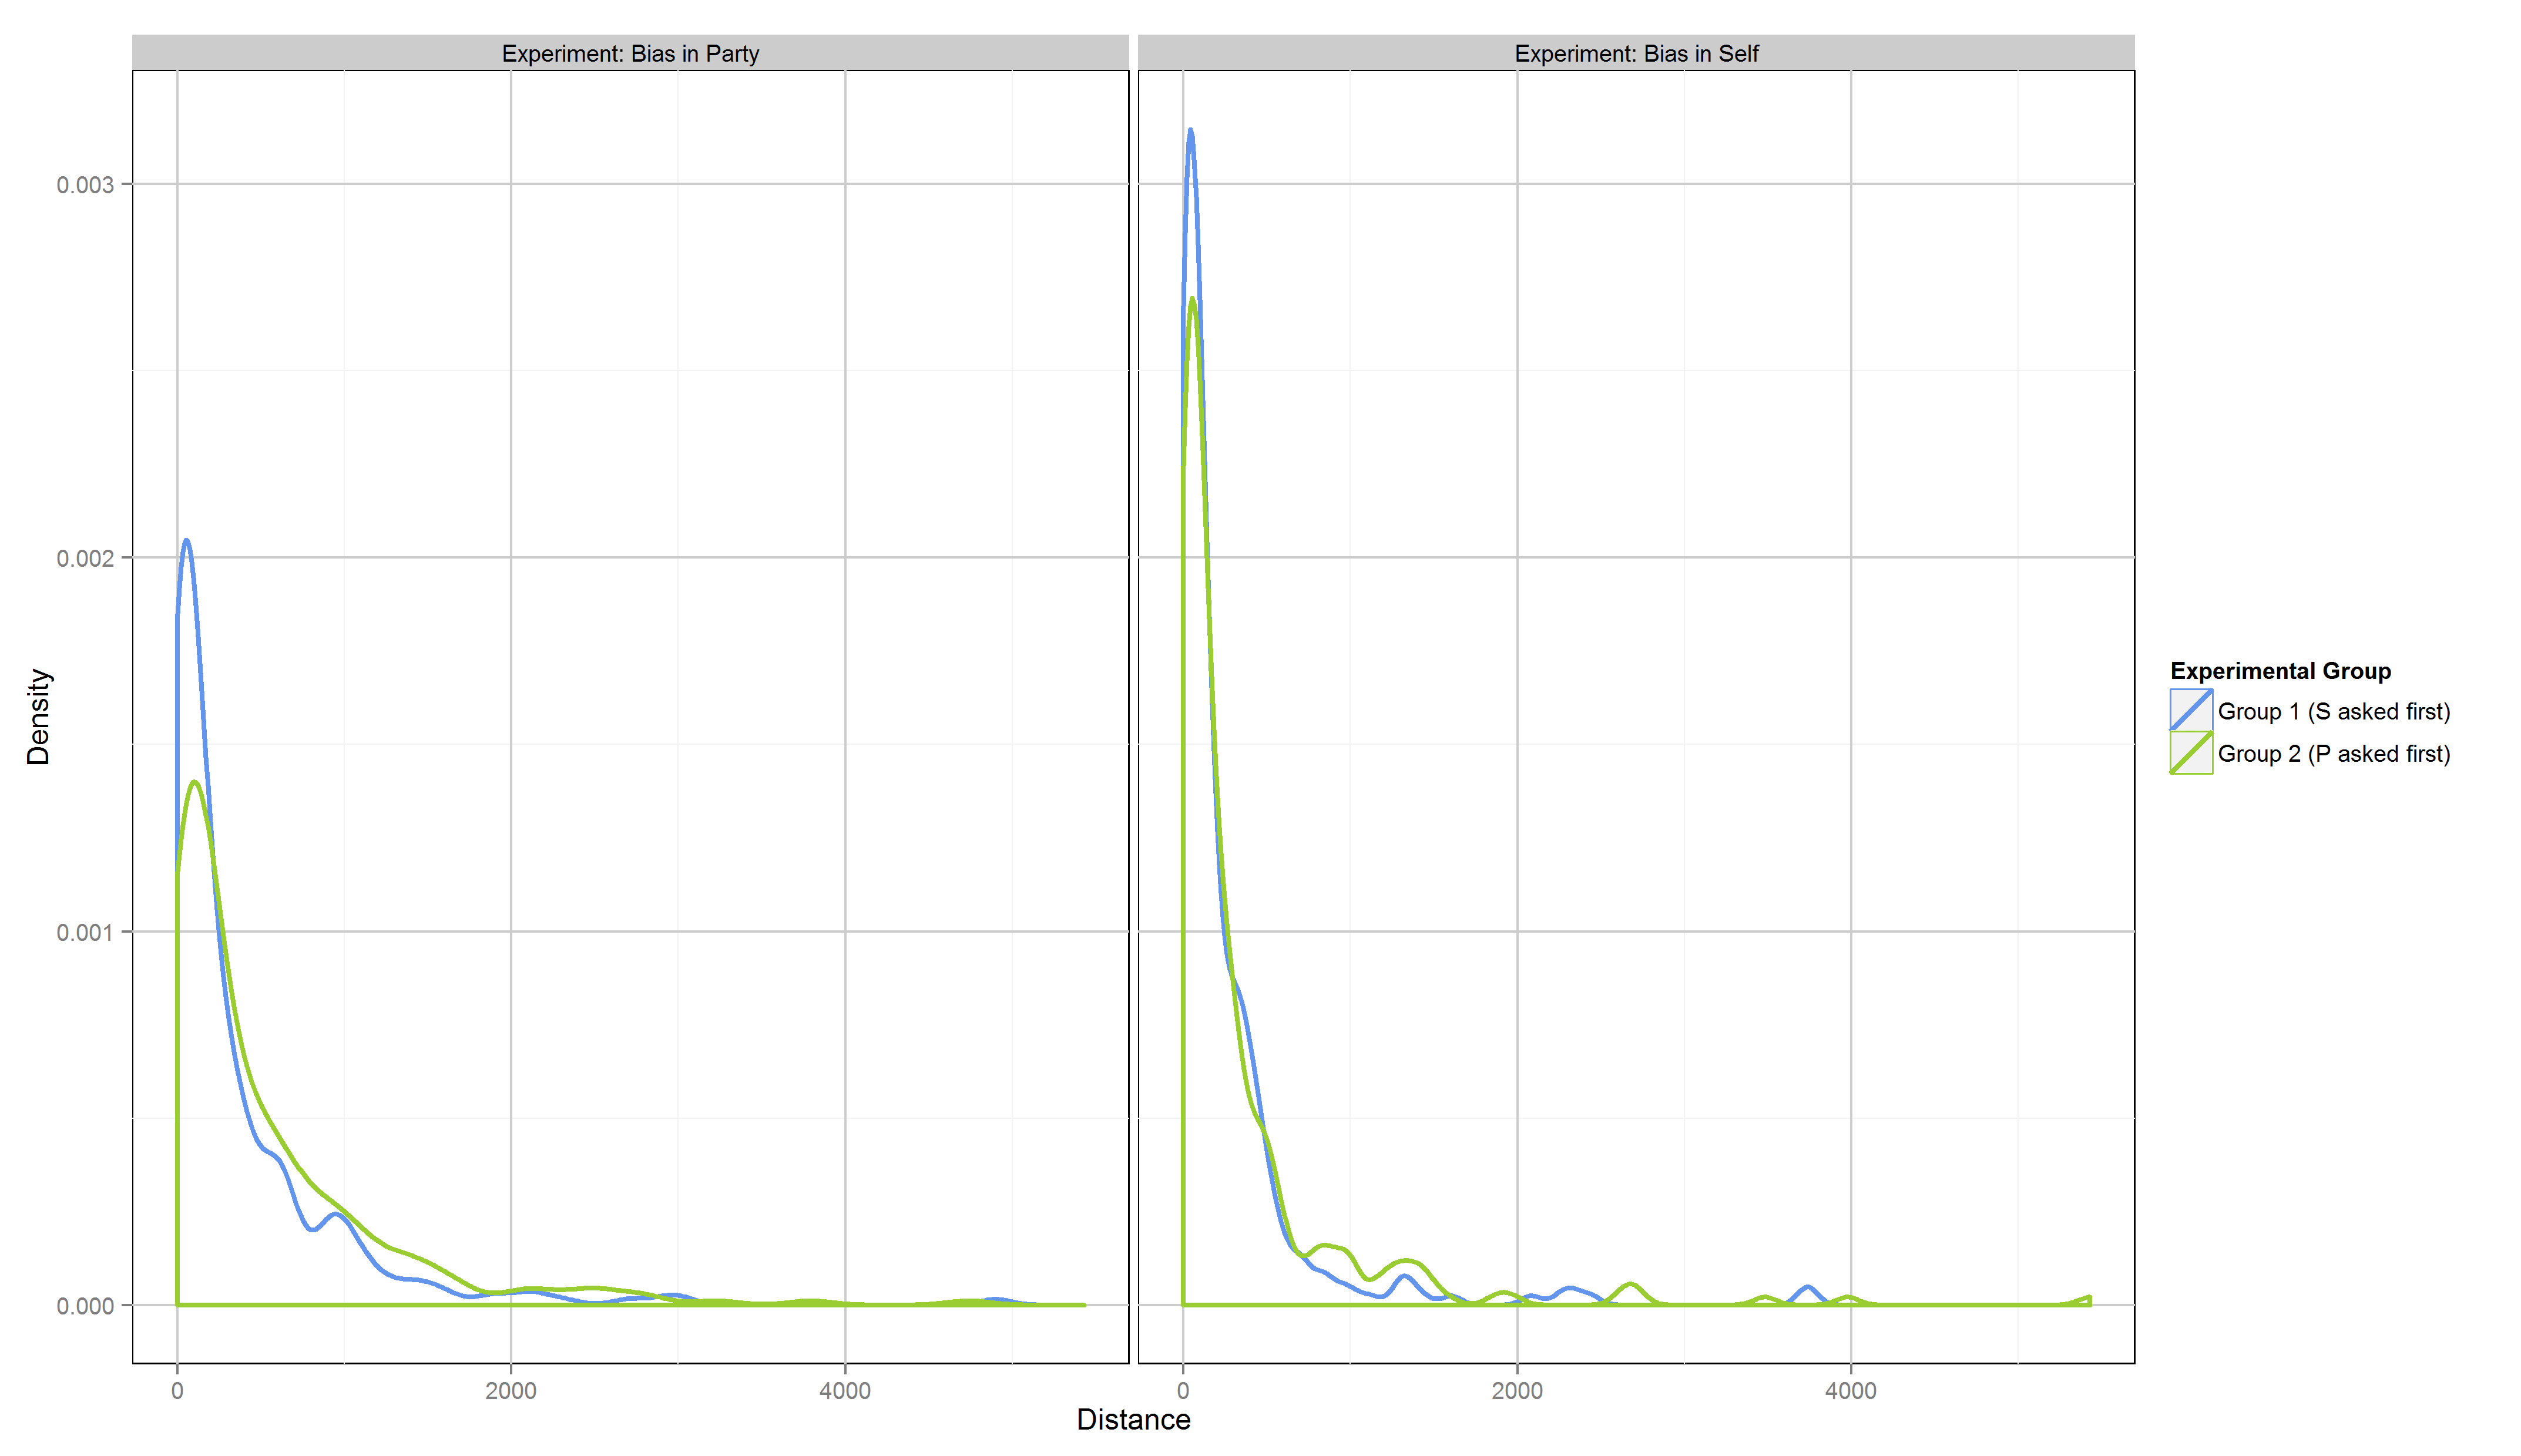 Experiment: Bias in Party
Experiment: Bias in Self
Density
0.003
0.002
0.001
0.000
0
2000
4000
0
2000
4000
Distance
Experimental Group
Group 1 (S asked first)
Group 2 (P asked first)